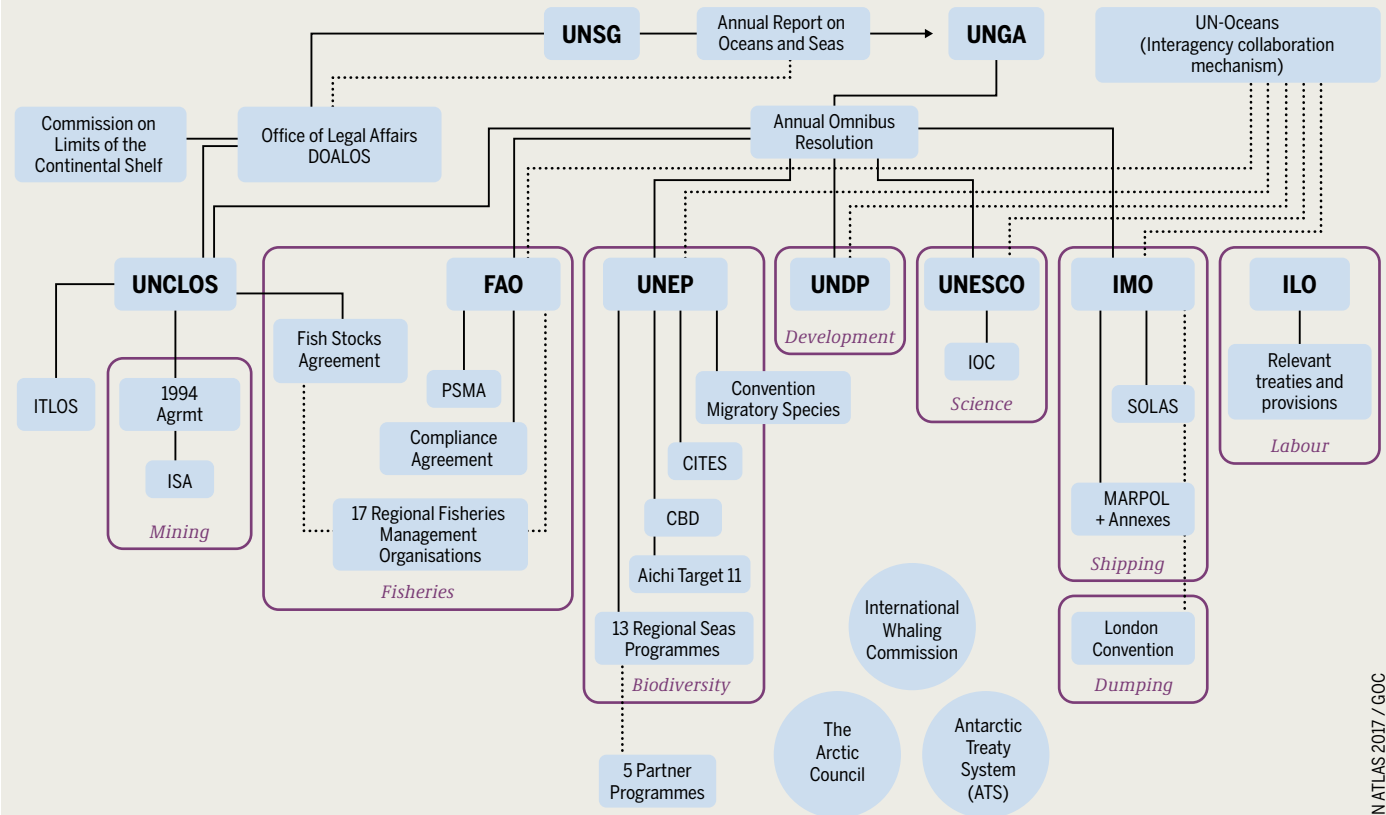 UNSG
Annual Report on
Oceans and Seas
UNGA
UN-Oceans
(Interagency collaboration
mechanism)
Commission on
Limits of the
Continental Shelf
Office of Legal Affairs
DOALOS
Annual Omnibus
Resolution
UNCLOS
FAO
UNEP
UNDP
UNESCO
IMO
ILO
ITLOS
1994
Agrmt
ISA
Mining
Fish Stocks
Agreement
PSMA
Compliance
Agreement
17 Regional Fisheries
Management
Organisations
Fisheries
Convention
Migratory Species
CITES
CBD
Aichi Target 11
13 Regional Seas
Programmes
Biodiversity
5 Partner
Programmes
Development
IOC
Science
SOLAS
MARPOL
+ Annexes
Shipping
London
Convention
Dumping
Relevant
treaties and
provisions
Labour
International
Whaling
Commission
The
Arctic
Council
Antarctic
Treaty
System
(ATS)
N ATLAS 2017 / GOC